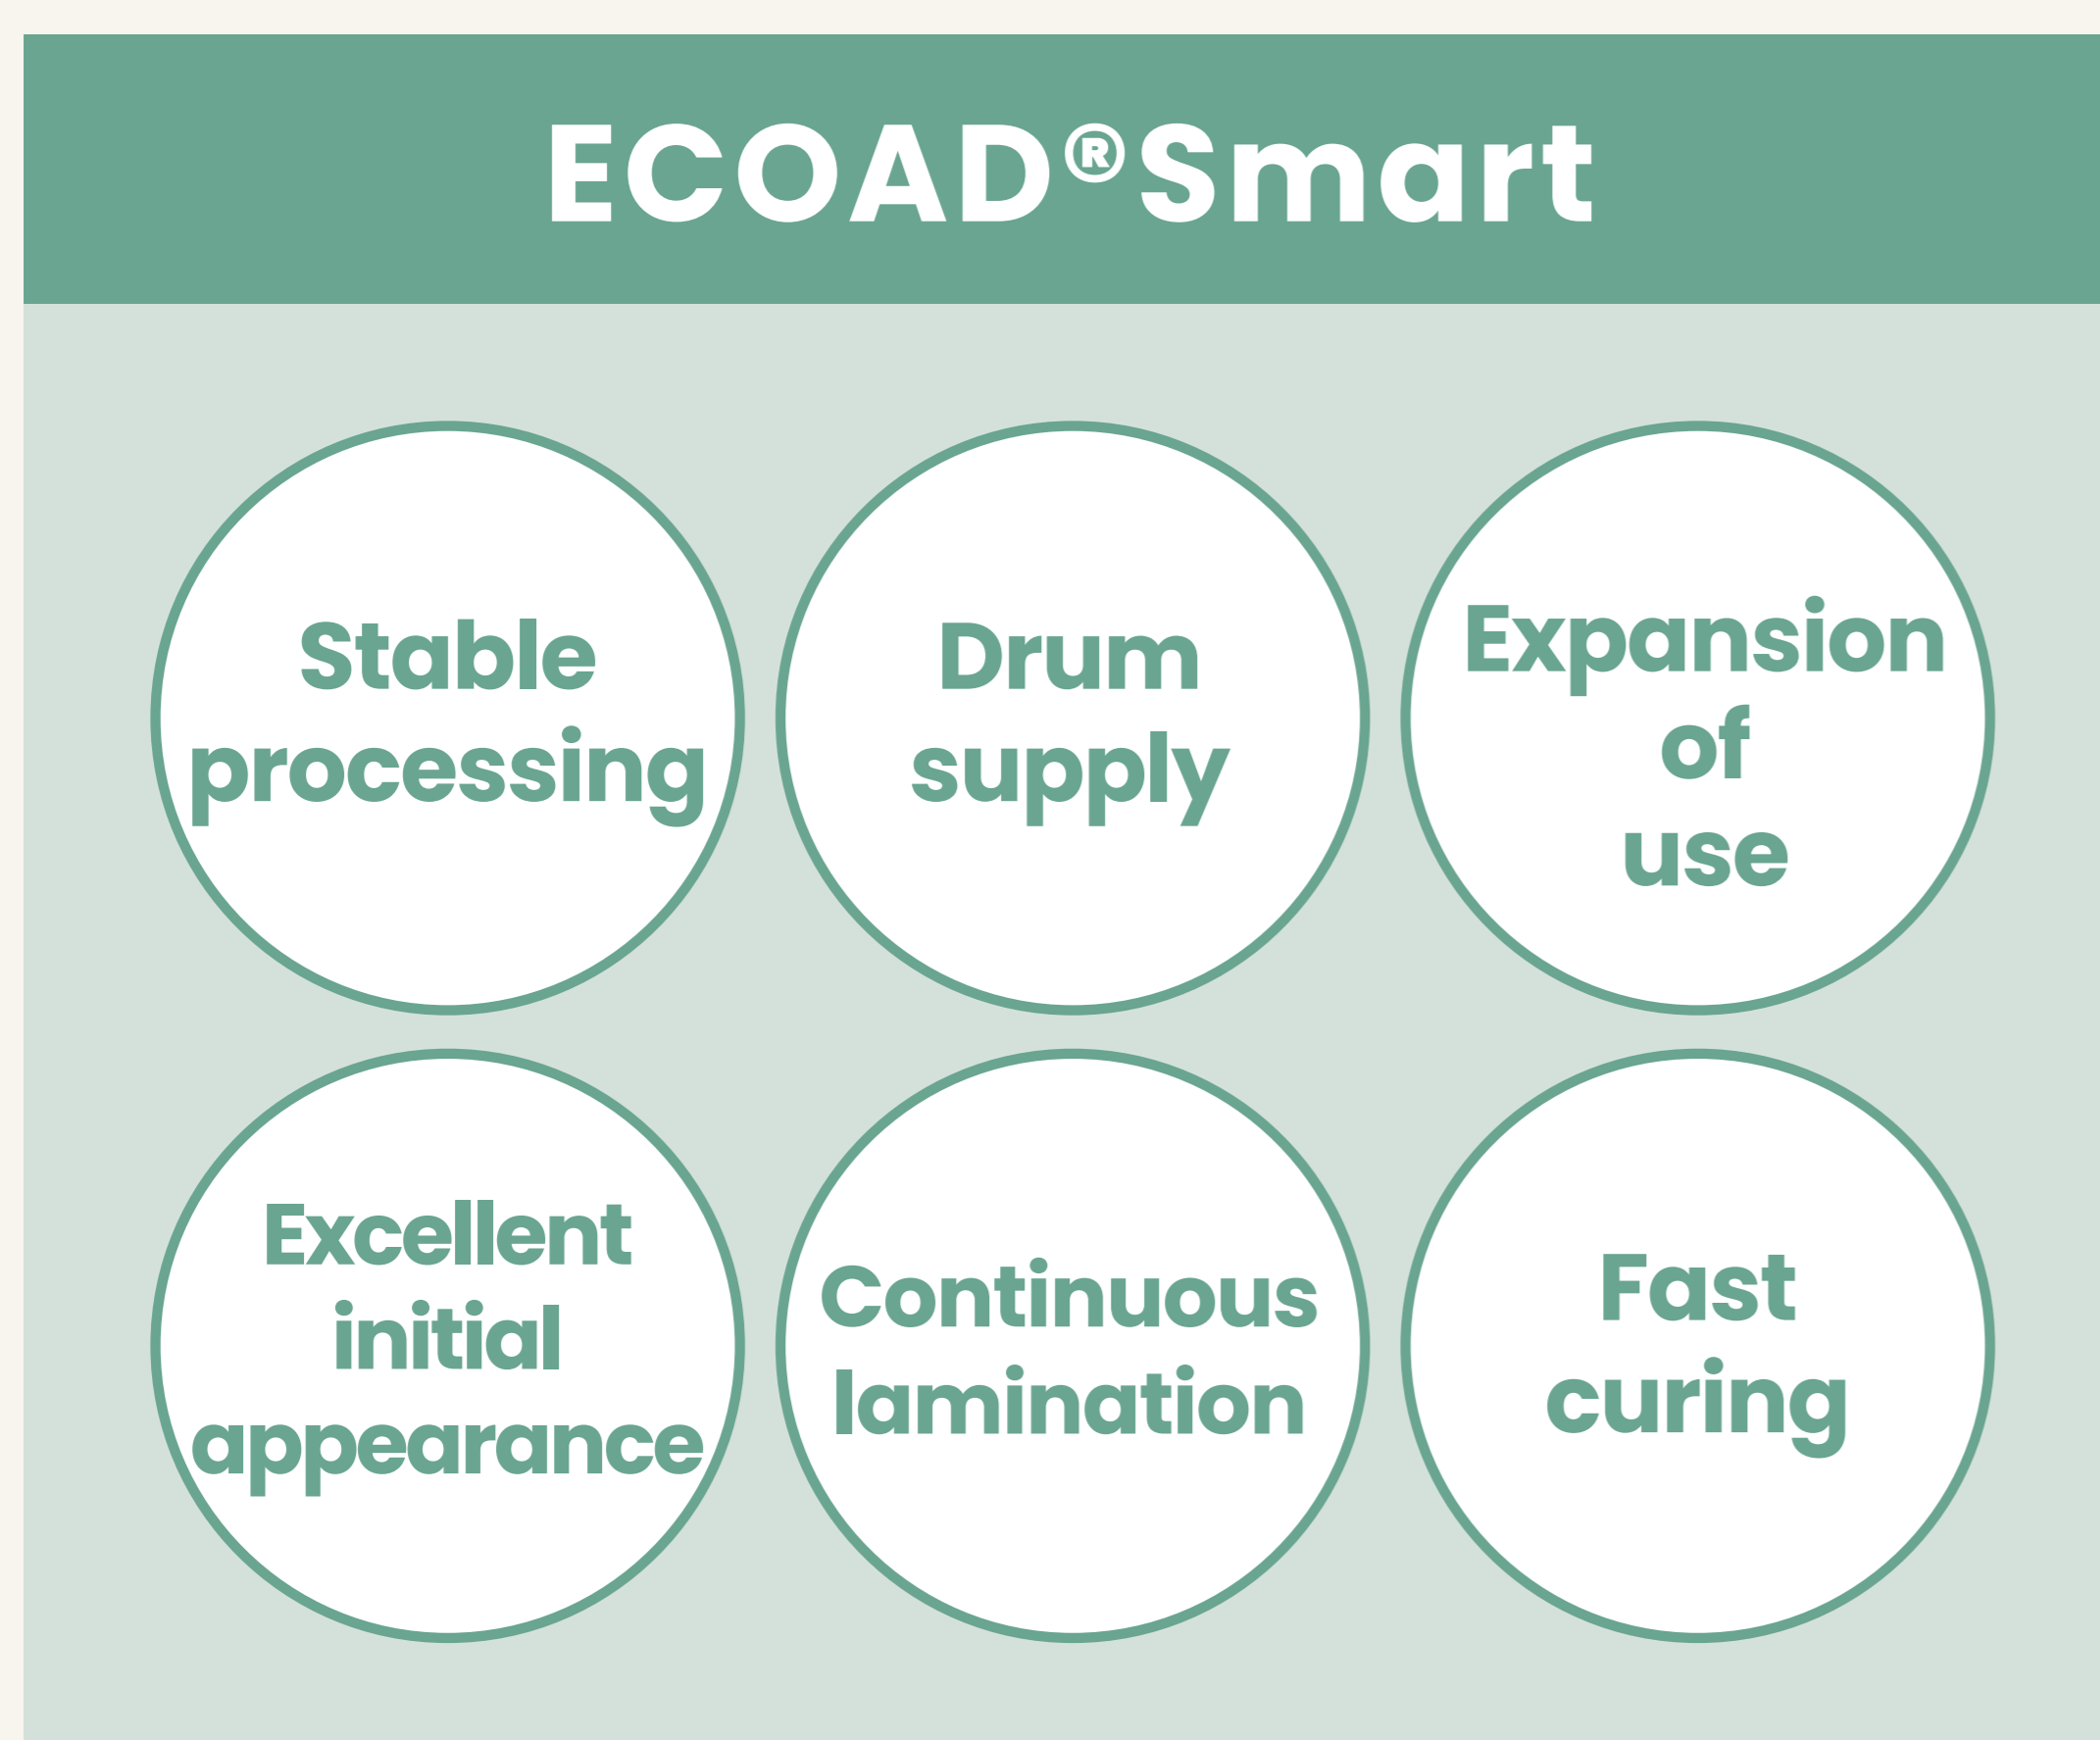 ECOAD®Smart
Stable
processing
Drum
supply
Expansion
of
use
Excellent
initial
appearance
Continuous
lamination
Fast
curing